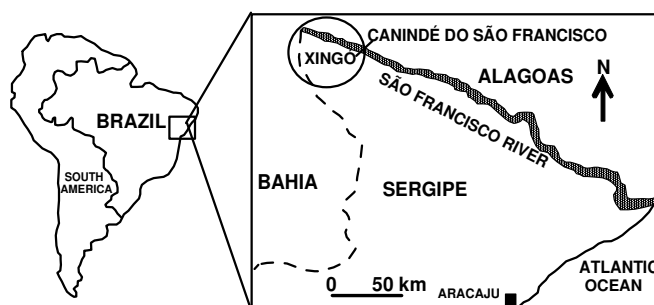 BRAZIL
SOUTH
AMERICA
CANINDÉ DO SÃO FRANCISCO
XINGÓ
ALAGOAS
N
SÃO FRANCISCO RIVER
BAHIA
SERGIPE
ATLANTIC
OCEAN
0 50 km
ARACAJU